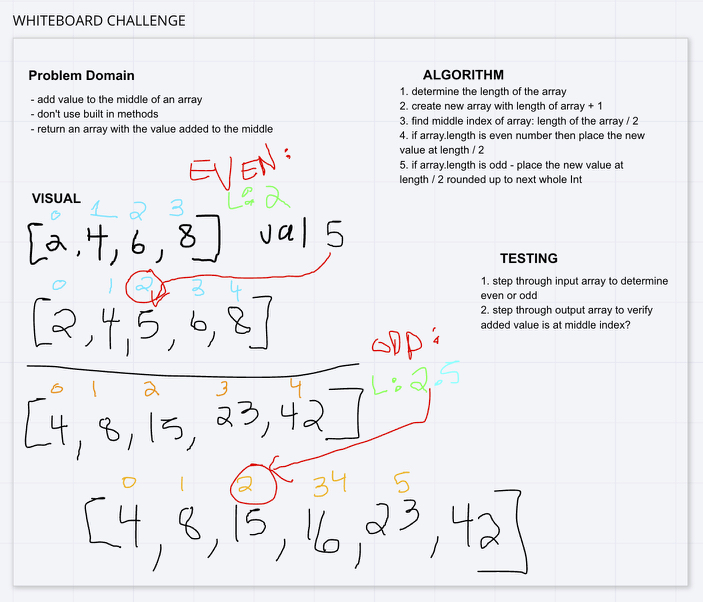 WHITEBOARD CHALLENGE
Problem Domain
- add value to the middle of an array
- don't use built in methods
- return an array with the value added to the middle
ALGORITHM
1. determine the length of the array
2. create new array with length of array + 1
3. find middle index of array: length of the array / 2
4. if array.length is even number then place the new
value at length / 2
5. if array.length is odd - place the new value at
length / 2 rounded up to next whole Int
EVEN:
L: 2
VISUAL
0 1 2 3
[2,4,6,8] val 5
0 1 2 3 4
[2,4,5,6,8]
TESTING
1. step through input array to determine
even or odd
2. step through output array to verify
added value is at middle index?
ODD:
L: 2.5
0 1 2 3 4
[4,8,15,23,42]
0 1 2 3 4 5
[4,8,15,16,23,42]